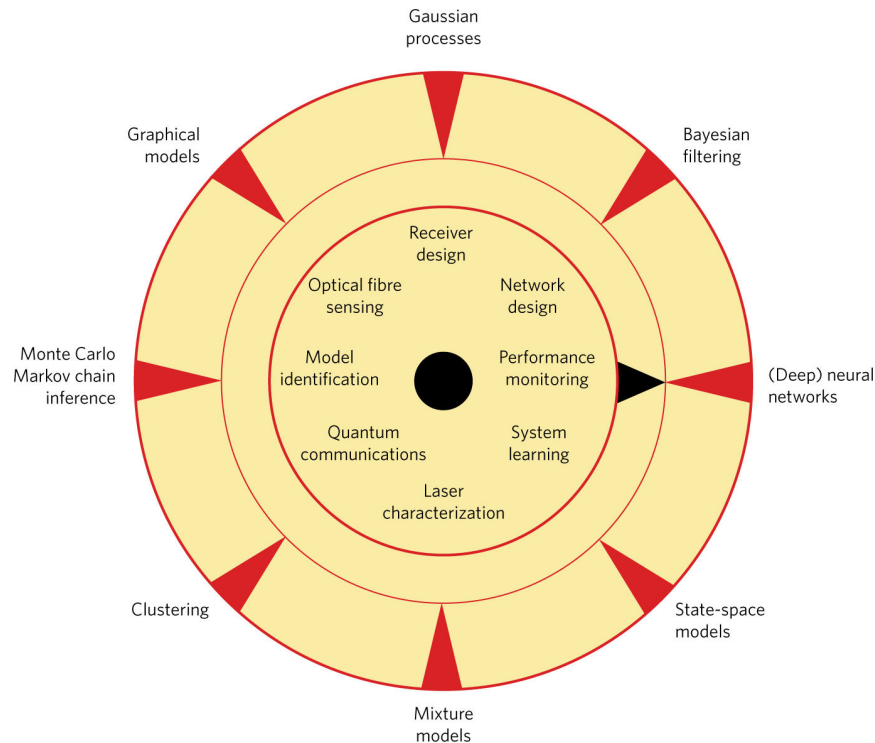 Gaussian
processes
Graphical
models
Bayesian
filtering
Receiver
design
Optical fibre
sensing
Network
design
Monte Carlo
Markov chain
inference
Model
identification
Performance
monitoring
(Deep) neural
networks
Quantum
communications
System
learning
Laser
characterization
Clustering
State-space
models
Mixture
models